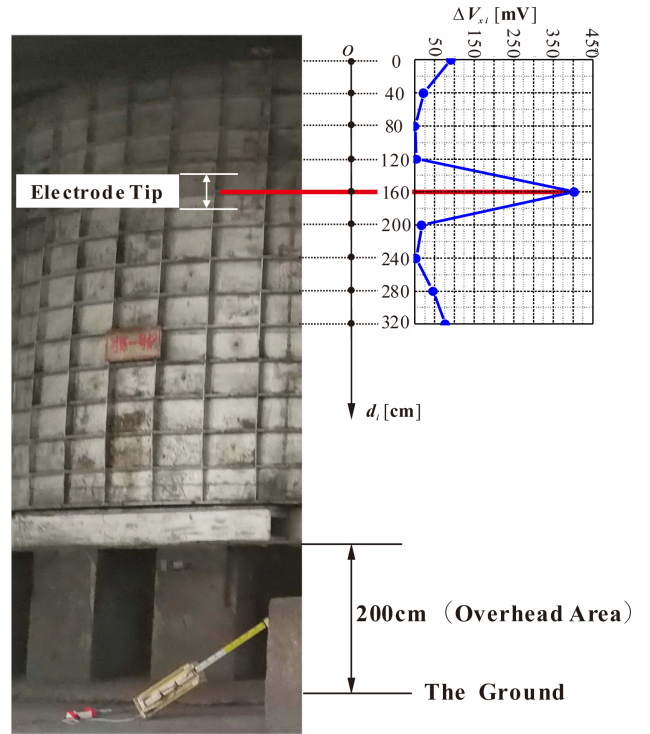 ΔVxi [mV]
50 150 250 350 450
O
0
40
80
120
Electrode Tip
160
200
240
280
320
di [cm]
200cm（Overhead Area）
The Ground